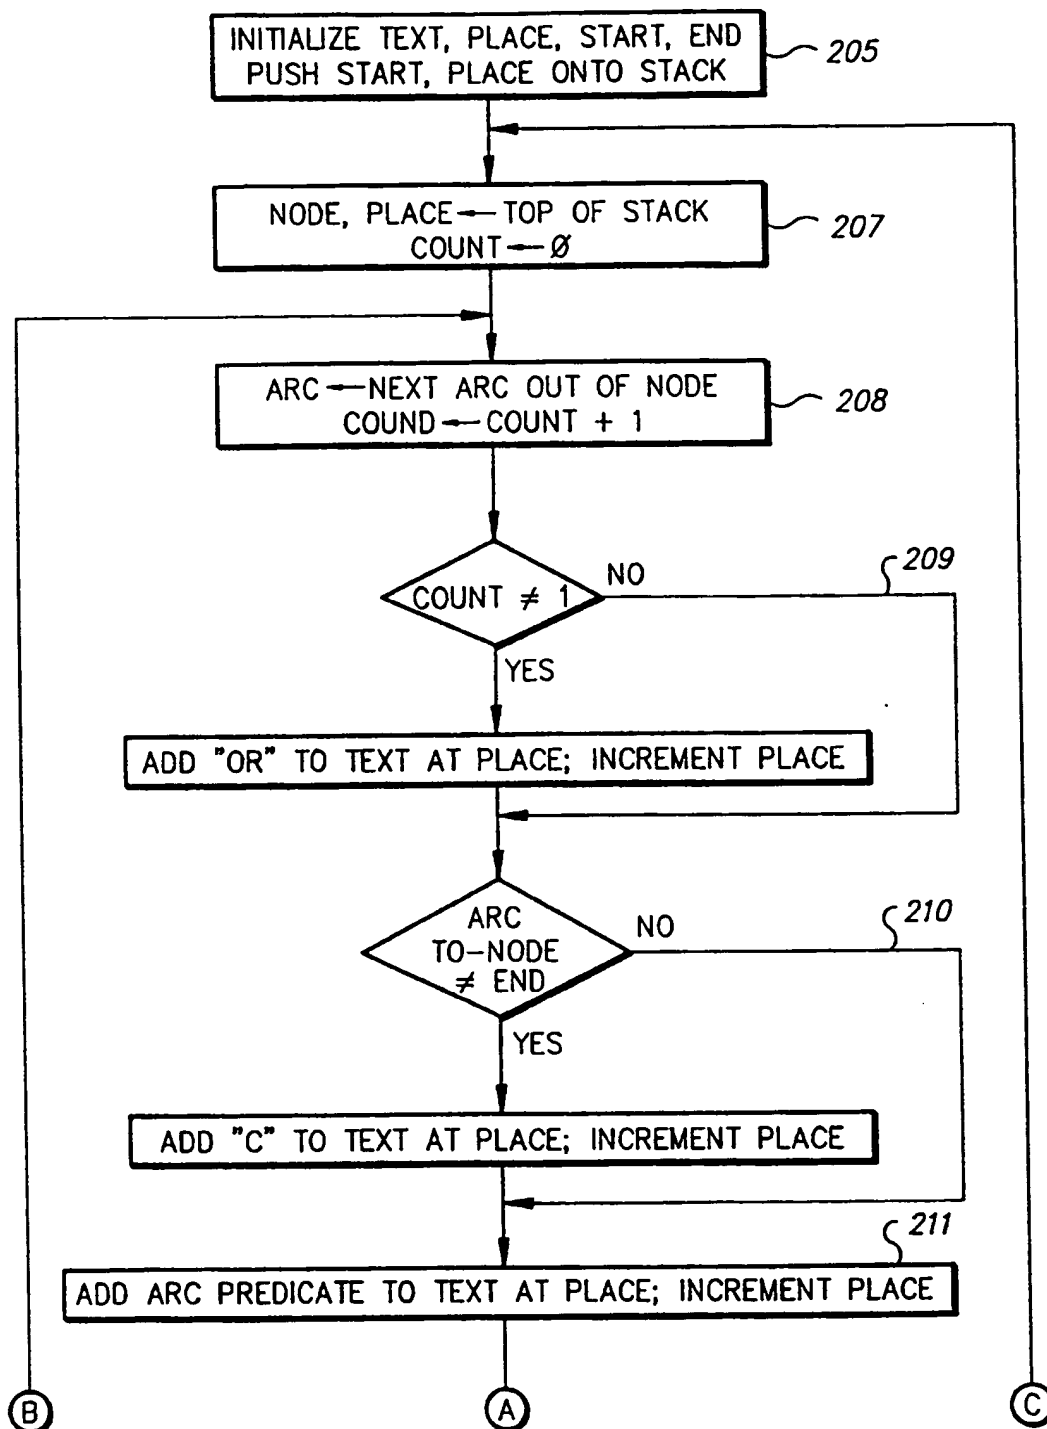 INITIALIZE TEXT, PLACE, START, END
PUSH START, PLACE ONTO STACK
205
NODE, PLACE ← TOP OF STACK
COUNT ← Ø
207
ARC ← NEXT ARC OUT OF NODE
COUND ← COUNT + 1
208
COUNT ≠ 1
NO
209
YES
ADD "OR" TO TEXT AT PLACE; INCREMENT PLACE
ARC
TO-NODE
≠ END
NO
210
YES
ADD "C" TO TEXT AT PLACE; INCREMENT PLACE
211
ADD ARC PREDICATE TO TEXT AT PLACE; INCREMENT PLACE
B
A
C